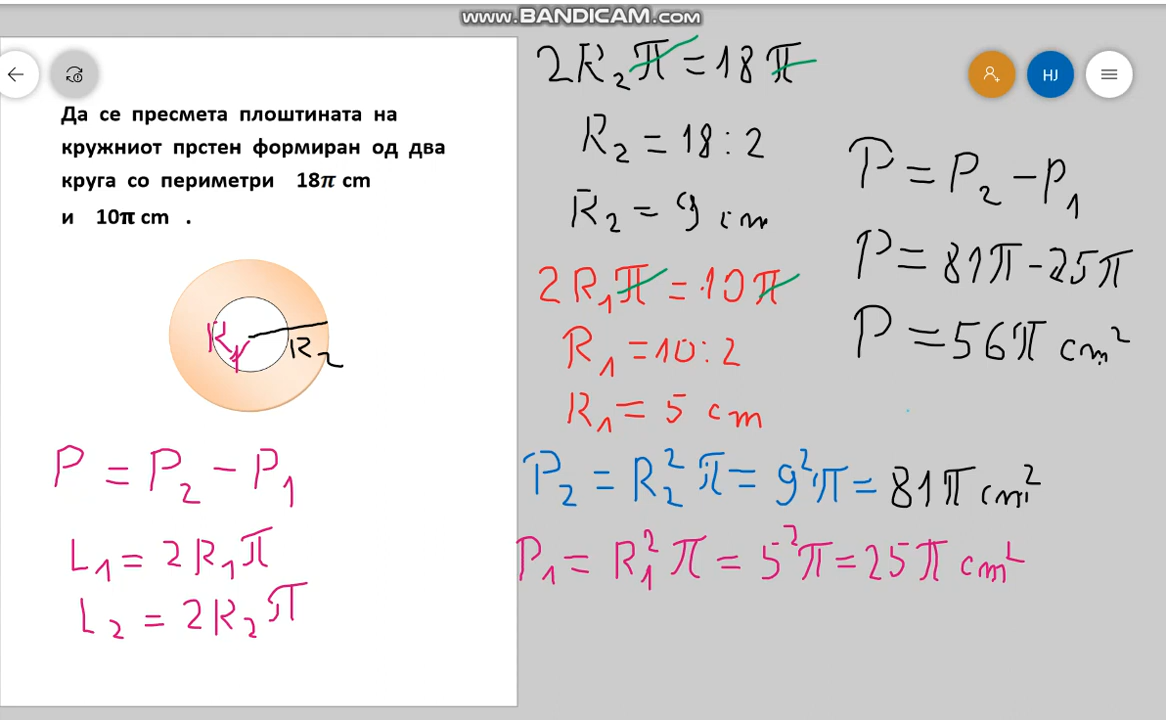 www.BANDICAM.com
HJ
Да се пресмета плоштината на
кружниот прстен формиран од два
круга со периметри 18π cm
и 10π cm .
R₁
R₂
P = P₂ - P₁
L₁ = 2R₁π
L₂ = 2R₂π
2R₂π = 18π
R₂ = 18 : 2
R₂ = 9 cm
2R₁π = 10π
R₁ = 10 : 2
R₁ = 5 cm
P₂ = R₂²π = 9²π = 81π cm²
P₁ = R₁²π = 5²π = 25π cm²
P = P₂ - P₁
P = 81π - 25π
P = 56π cm²